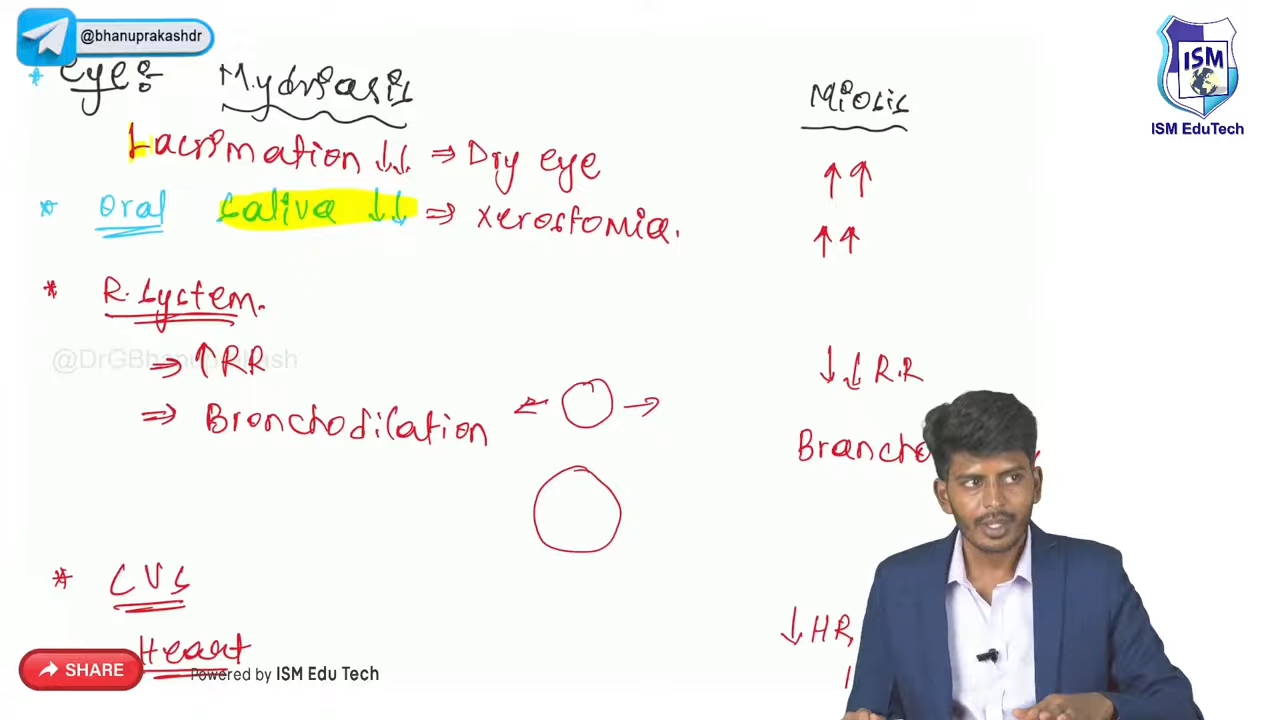 @bhanuprakashdr
ISM
ISM EduTech
* Eye: Mydriasis Miosis
Lacrimation ↓↓ ⇒ Dry eye ↑↑
* Oral Saliva ↓↓ ⇒ Xerostomia. ↑↑
* R. System.
@DrGBhanuprakash
⇒ ↑ RR ↓↓ R.R
⇒ Bronchodilation ← →
* CVS
Heart ↓ HR,
SHARE
Powered by ISM Edu Tech